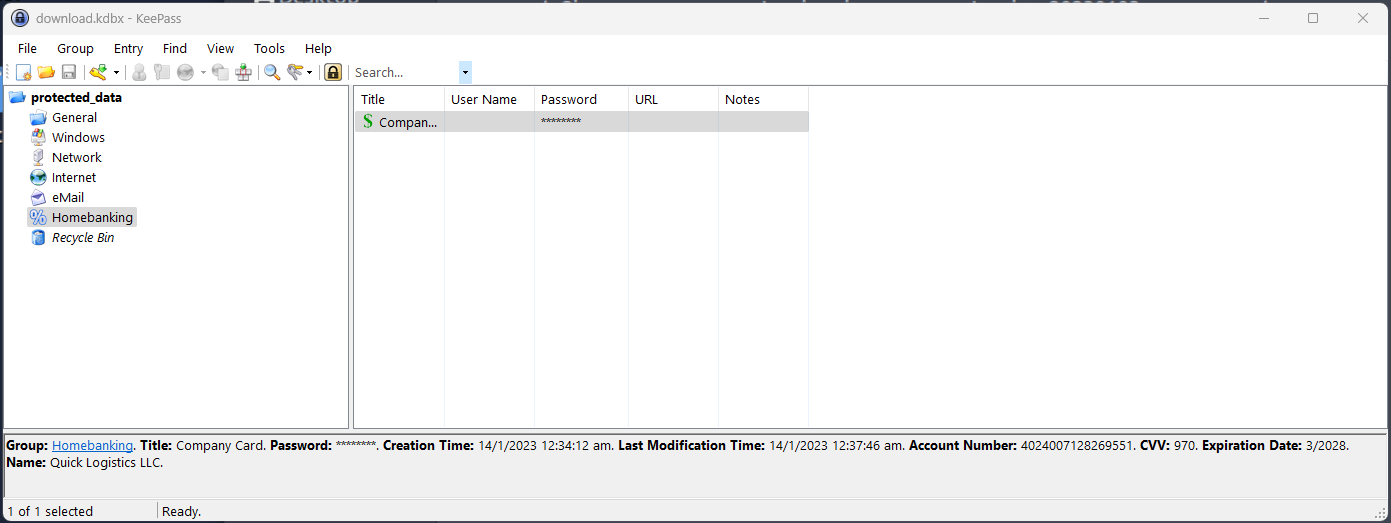 download.kdbx - KeePass
File Group Entry Find View Tools Help
Search...
protected_data
General
Windows
Network
Internet
eMail
Homebanking
Recycle Bin
Title User Name Password URL Notes
Compan... ********
Group: Homebanking. Title: Company Card. Password: ********. Creation Time: 14/1/2023 12:34:12 am. Last Modification Time: 14/1/2023 12:37:46 am. Account Number: 4024007128269551. CVV: 970. Expiration Date: 3/2028.
Name: Quick Logistics LLC.
1 of 1 selected Ready.